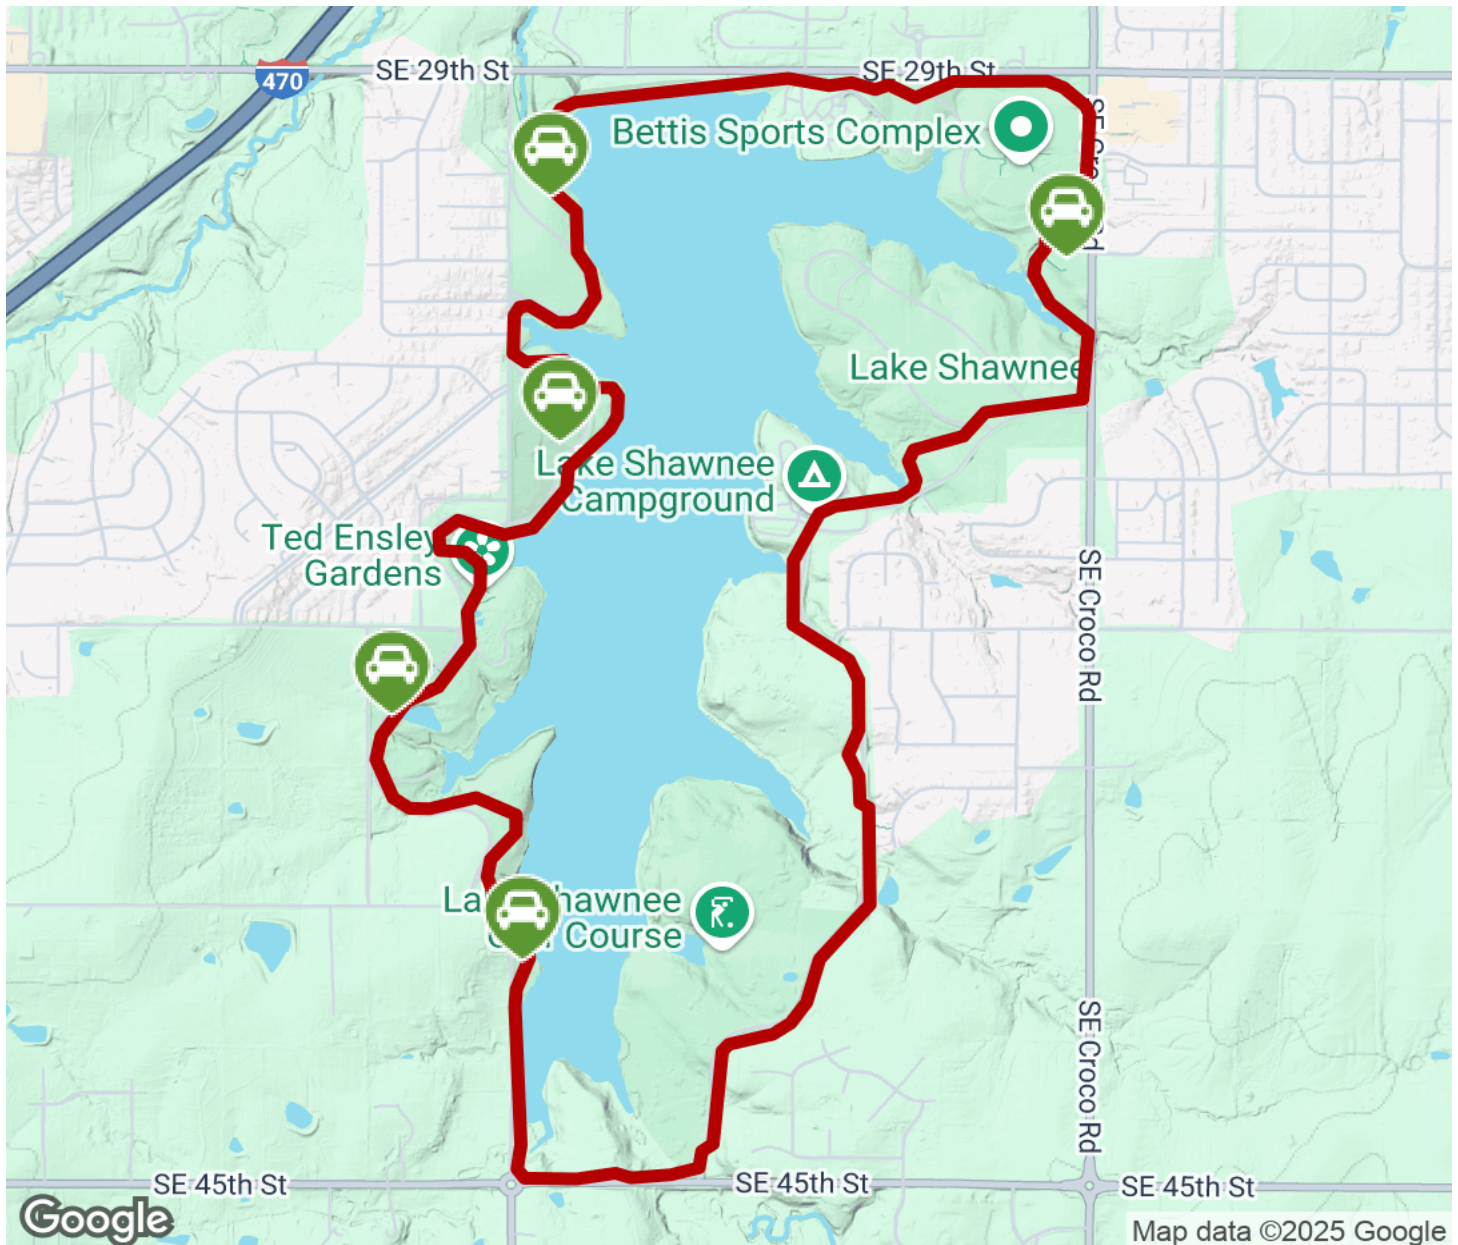 SE 29th St
SE 29th St
470
Bettis Sports Complex
Lake Shawnee
Lake Shawnee
Campground
Ted Ensley
Gardens
SE Croco Rd
Golf Course
SE Croco Rd
SE 45th St
SE 45th St
SE 45th St
Google
Map data ©2025 Google